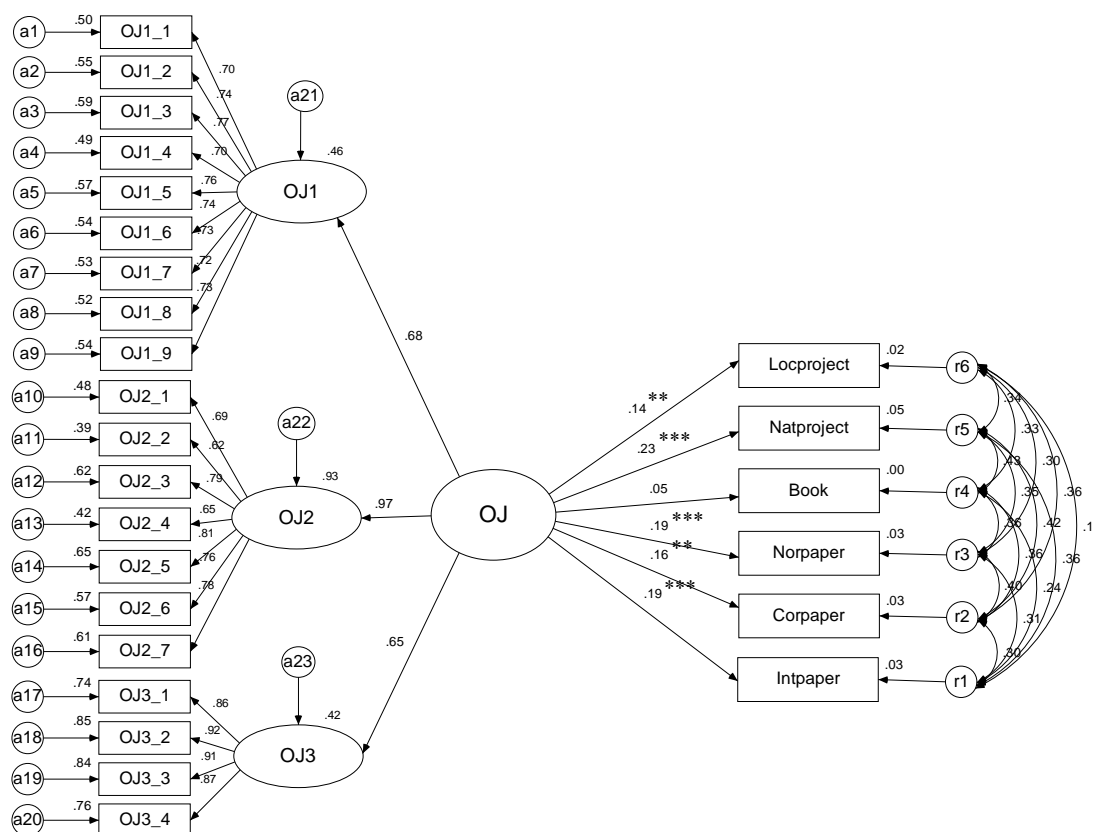 a1 .50 OJ1_1
a2 .55 OJ1_2
a3 .59 OJ1_3
a4 .49 OJ1_4
a5 .57 OJ1_5
a6 .54 OJ1_6
a7 .53 OJ1_7
a8 .52 OJ1_8
a9 .54 OJ1_9
.70
.74
.77
.70
.76
.74
.73
.72
.73
a21
.46
OJ1
.68
a10 .48 OJ2_1
a11 .39 OJ2_2
a12 .62 OJ2_3
a13 .42 OJ2_4
a14 .65 OJ2_5
a15 .57 OJ2_6
a16 .61 OJ2_7
.69
.62
.79
.65
.81
.76
.78
a22
.93
OJ2
.97
a17 .74 OJ3_1
a18 .85 OJ3_2
a19 .84 OJ3_3
a20 .76 OJ3_4
.86
.92
.91
.87
a23
.42
OJ3
.65
OJ
.14**
.23***
.05
.19***
.16**
.19***
Locproject .02 r6
Natproject .05 r5
Book .00 r4
Norpaper .03 r3
Corpaper .03 r2
Intpaper .03 r1
.34
.33
.43
.30
.35
.36
.1
.36
.42
.36
.36
.40
.24
.31
.30